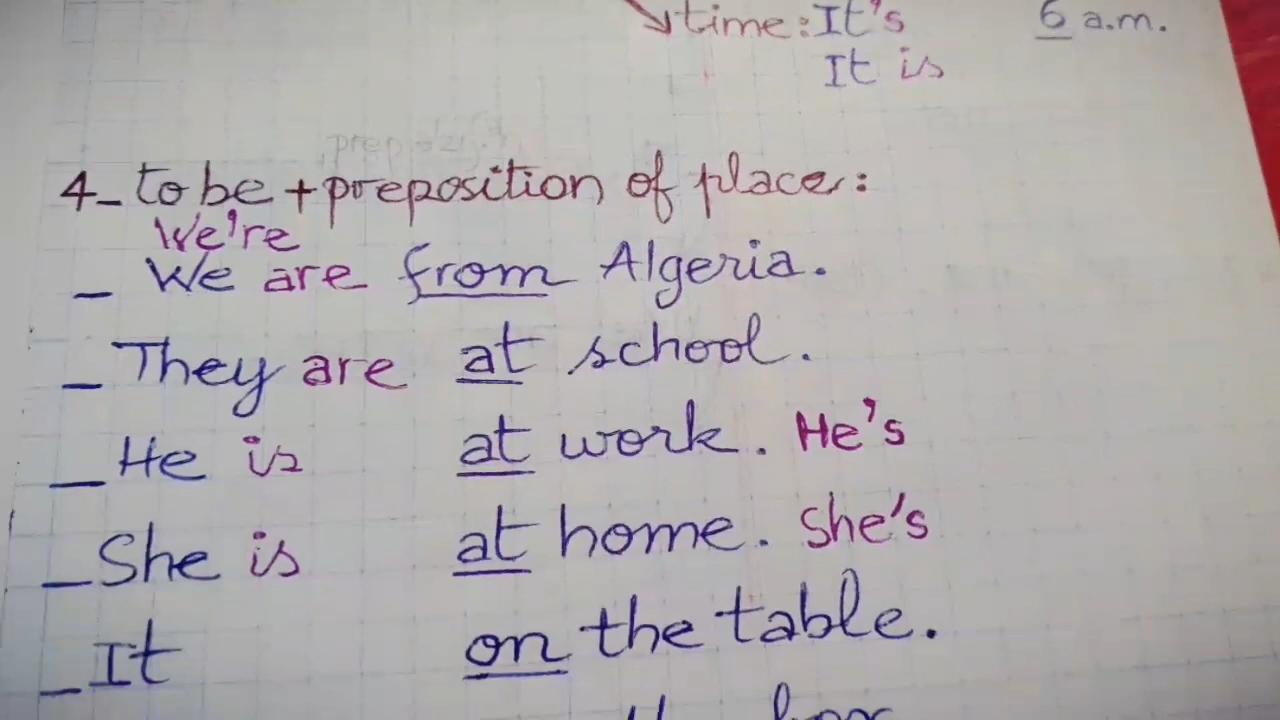 time: It's 6 a.m.
It is
4_ to be + preposition of place:
We're
_ We are from Algeria.
_ They are at school.
_ He is at work. He's
_ She is at home. She's
_ It on the table.